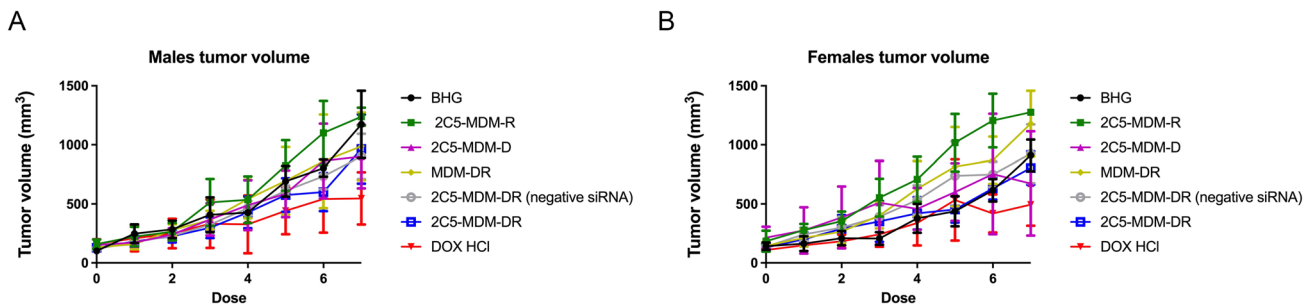 A
Males tumor volume
Tumor volume (mm³)
1500
1000
500
0
0 2 4 6
Dose
BHG
2C5-MDM-R
2C5-MDM-D
MDM-DR
2C5-MDM-DR (negative siRNA)
2C5-MDM-DR
DOX HCl
B
Females tumor volume
Tumor volume (mm³)
1500
1000
500
0
0 2 4 6
Dose
BHG
2C5-MDM-R
2C5-MDM-D
MDM-DR
2C5-MDM-DR (negative siRNA)
2C5-MDM-DR
DOX HCl